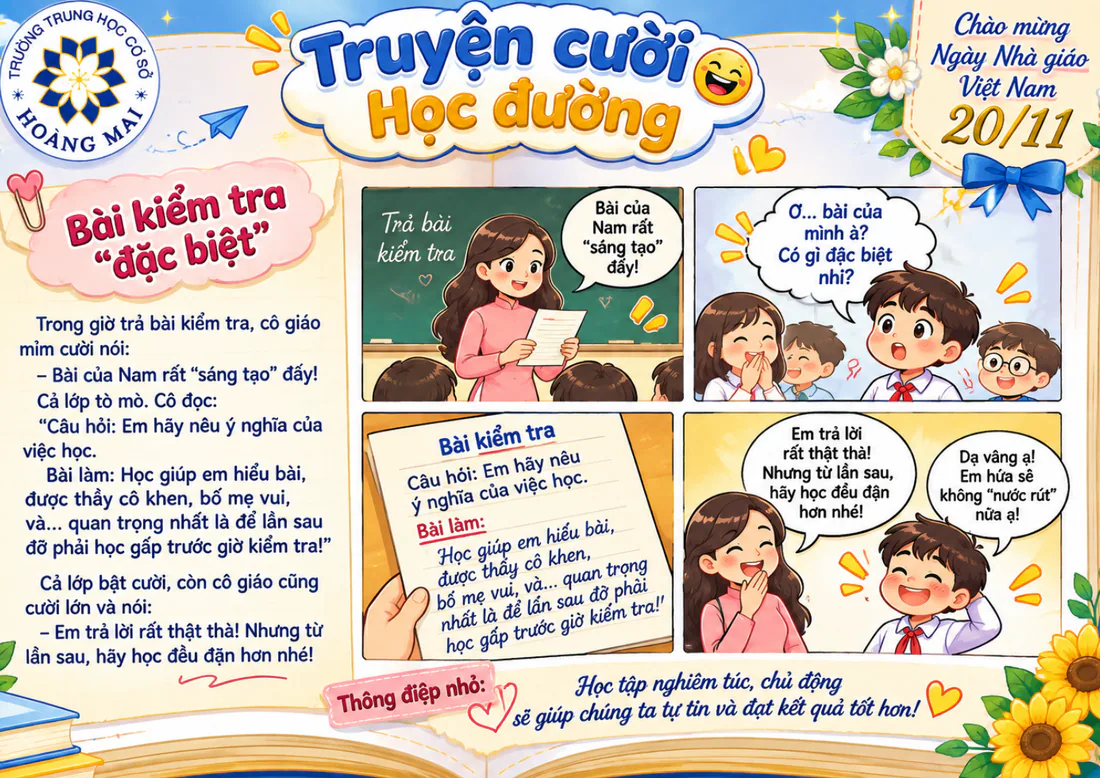 TRƯỜNG TRUNG HỌC CƠ SỞ
HOÀNG MAI
Truyện cười
Học đường
Chào mừng
Ngày Nhà giáo
Việt Nam
20/11
Bài kiểm tra
“đặc biệt”
Trong giờ trả bài kiểm tra, cô giáo
mỉm cười nói:
– Bài của Nam rất “sáng tạo” đấy!
Cả lớp tò mò. Cô đọc:
“Câu hỏi: Em hãy nêu ý nghĩa của
việc học.
Bài làm: Học giúp em hiểu bài,
được thầy cô khen, bố mẹ vui,
và... quan trọng nhất là để lần sau
đỡ phải học gấp trước giờ kiểm tra!”
Cả lớp bật cười, còn cô giáo cũng
cười lớn và nói:
– Em trả lời rất thật thà! Nhưng từ
lần sau, hãy học đều đặn hơn nhé!
Trả bài
kiểm tra
Bài của
Nam rất
“sáng tạo”
đấy!
Ơ... bài của
mình à?
Có gì đặc biệt
nhi?
Bài kiểm tra
Câu hỏi: Em hãy nêu
ý nghĩa của việc học.
Bài làm:
Học giúp em hiểu bài,
được thầy cô khen,
bố mẹ vui, và... quan trọng
nhất là để lần sau đỡ phải
học gấp trước giờ kiểm tra!"
Em trả lời
rất thật thà!
Nhưng từ lần sau,
hãy học đều đặn
hơn nhé!
Dạ vâng ạ!
Em hứa sẽ
không “nước rút”
nữa ạ!
Thông điệp nhỏ:
Học tập nghiêm túc, chủ động
sẽ giúp chúng ta tự tin và đạt kết quả tốt hơn!